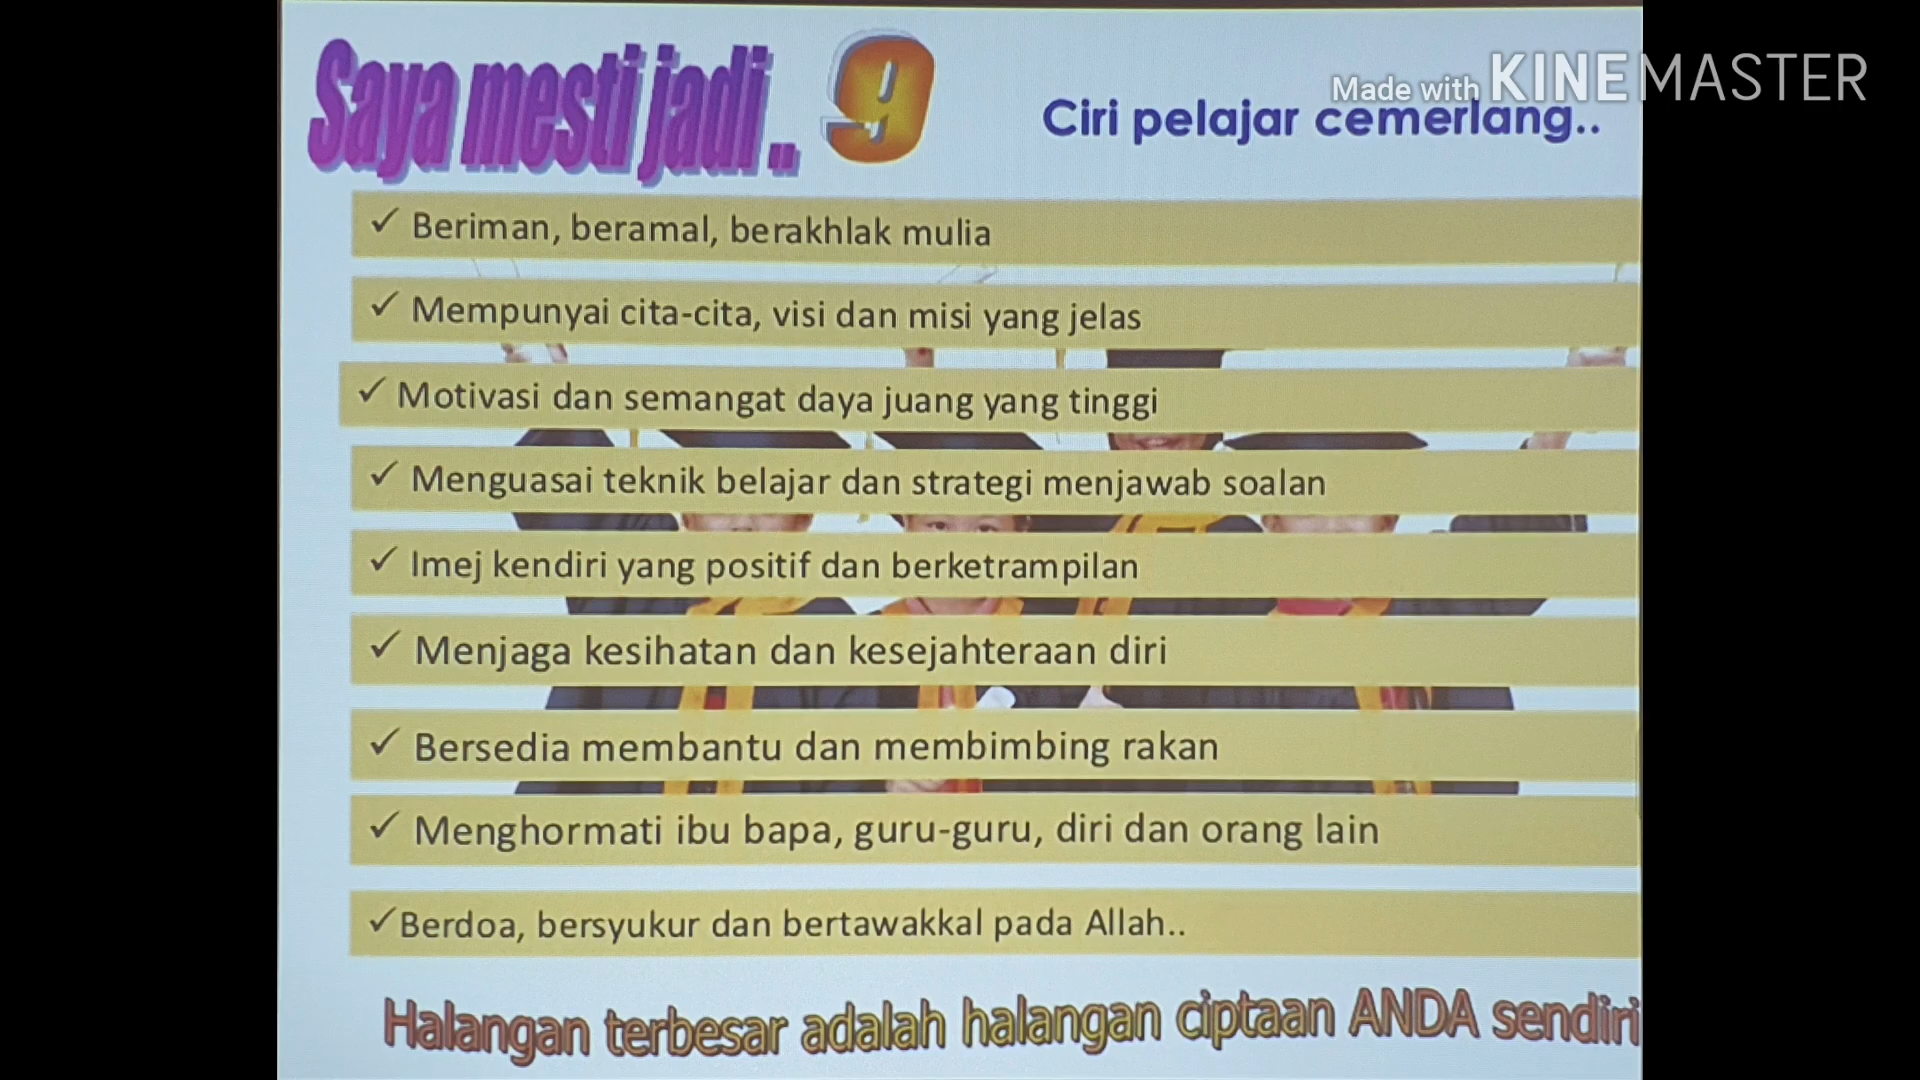 Saya mesti jadi.. 9
Made with KINEMASTER
Ciri pelajar cemerlang..
✓ Beriman, beramal, berakhlak mulia
✓ Mempunyai cita-cita, visi dan misi yang jelas
✓ Motivasi dan semangat daya juang yang tinggi
✓ Menguasai teknik belajar dan strategi menjawab soalan
✓ Imej kendiri yang positif dan berketrampilan
✓ Menjaga kesihatan dan kesejahteraan diri
✓ Bersedia membantu dan membimbing rakan
✓ Menghormati ibu bapa, guru-guru, diri dan orang lain
✓ Berdoa, bersyukur dan bertawakkal pada Allah..
Halangan terbesar adalah halangan ciptaan ANDA sendiri